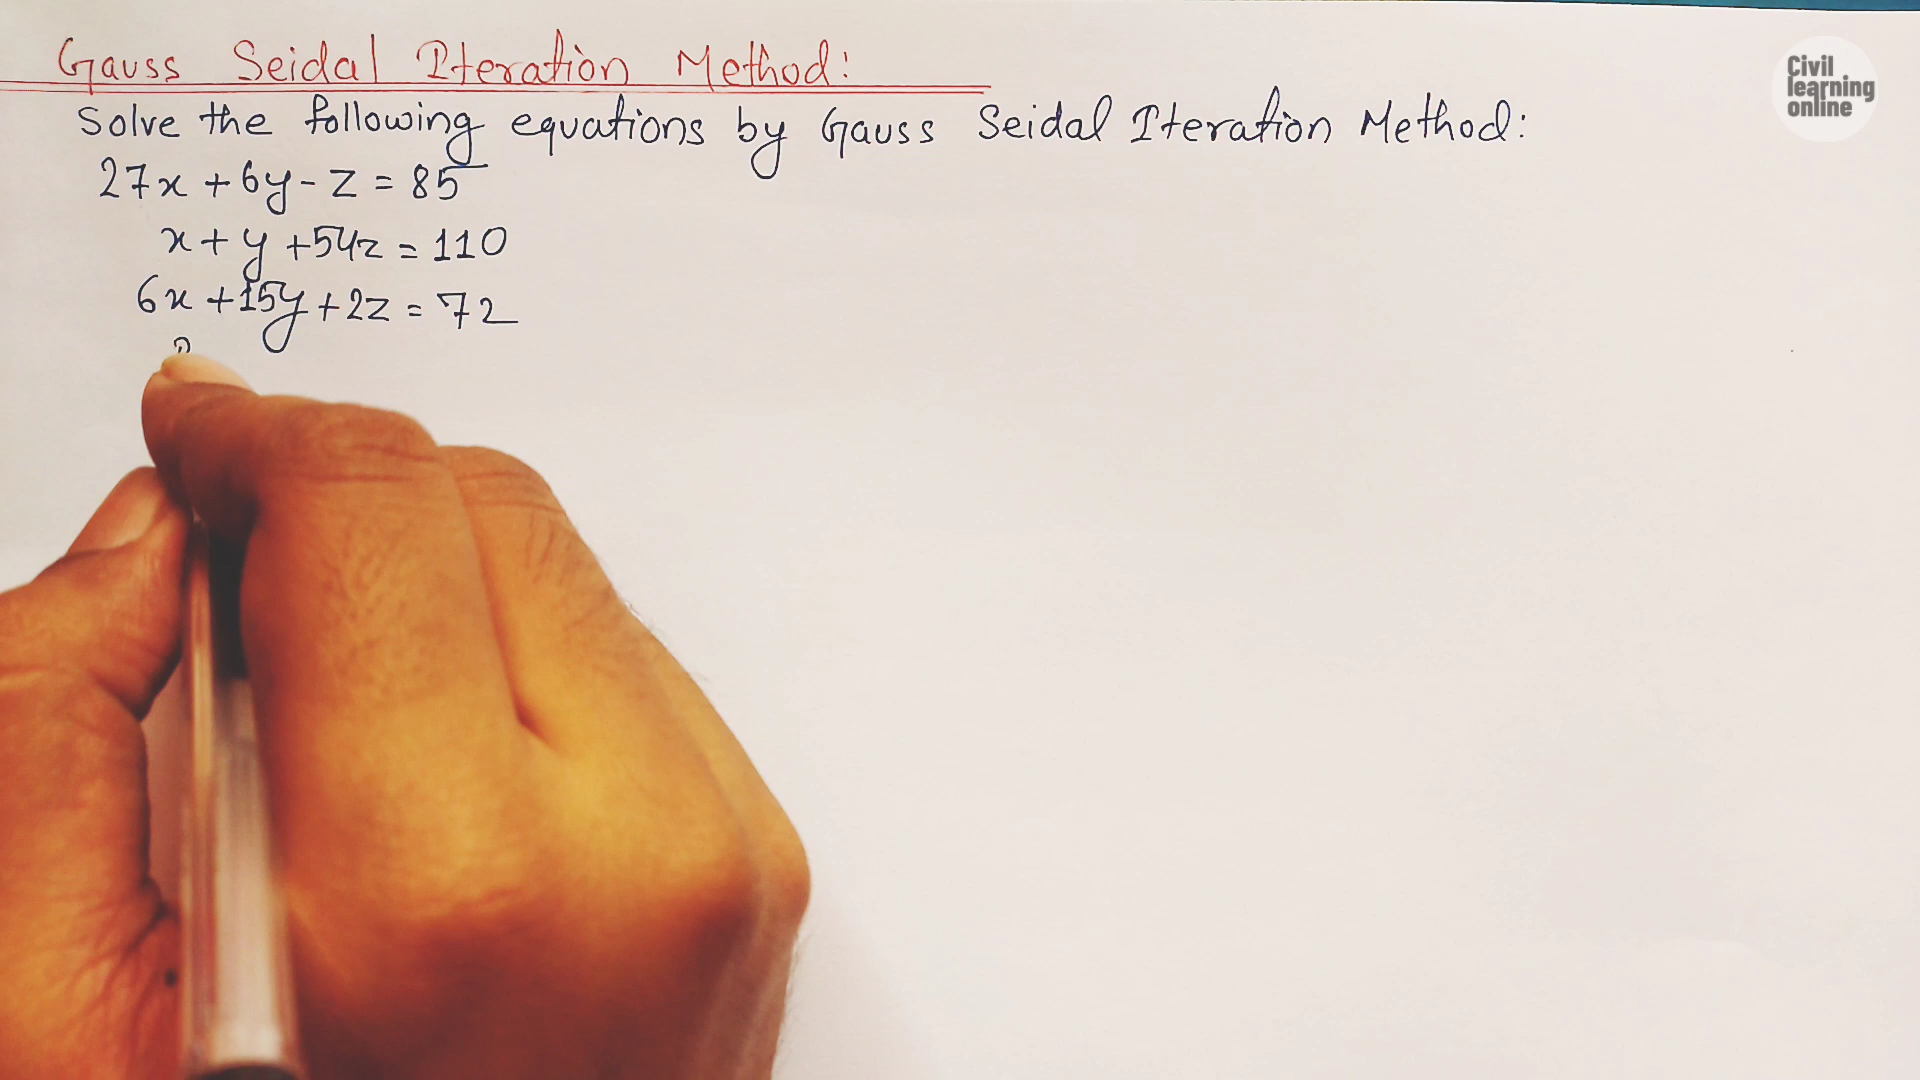 Gauss Seidal Iteration Method:
Solve the following equations by Gauss Seidal Iteration Method:
27x + 6y - z = 85
x + y + 54z = 110
6x + 15y + 2z = 72
Civil
learning
online